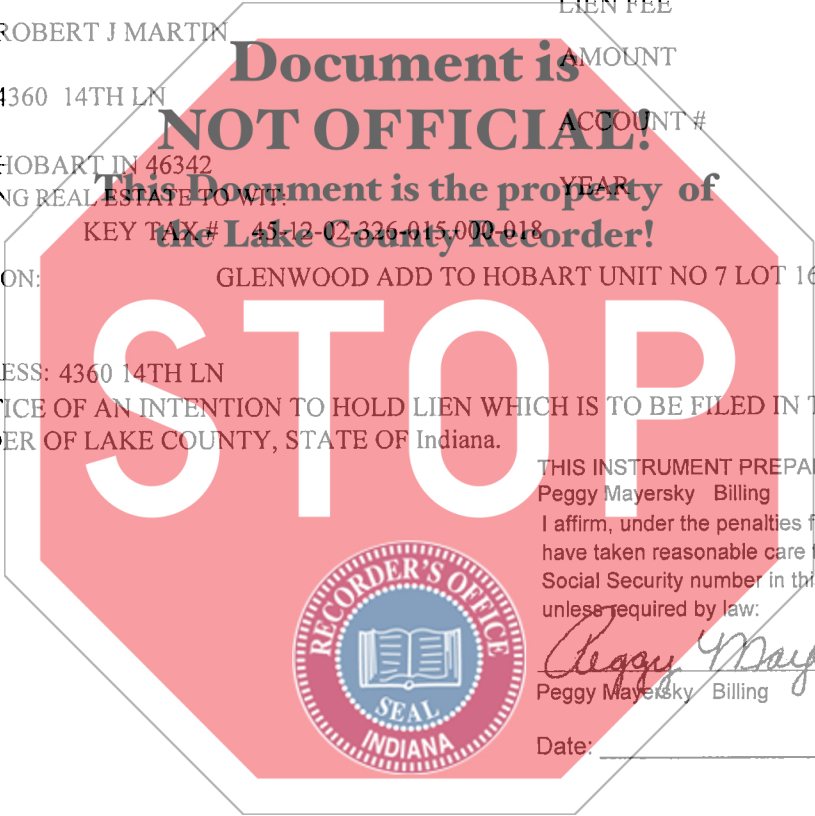 LIEN FEE
ROBERT J MARTIN
Document is
AMOUNT
4360 14TH LN
NOT OFFICIAL!
ACCOUNT #
HOBART IN 46342
This Document is the property of
YEAR
NG REAL ESTATE TO WIT:
KEY TAX # 45-12-02-326-015.000-018
the Lake County Recorder!
ON: GLENWOOD ADD TO HOBART UNIT NO 7 LOT 16
STOP
ESS: 4360 14TH LN
TICE OF AN INTENTION TO HOLD LIEN WHICH IS TO BE FILED IN T
ER OF LAKE COUNTY, STATE OF Indiana.
THIS INSTRUMENT PREPA
Peggy Mayersky Billing
I affirm, under the penalties f
have taken reasonable care t
Social Security number in thi
unless required by law:
Peggy May
Peggy Mayersky Billing
Date:
RECORDER'S OFFICE
SEAL
INDIANA